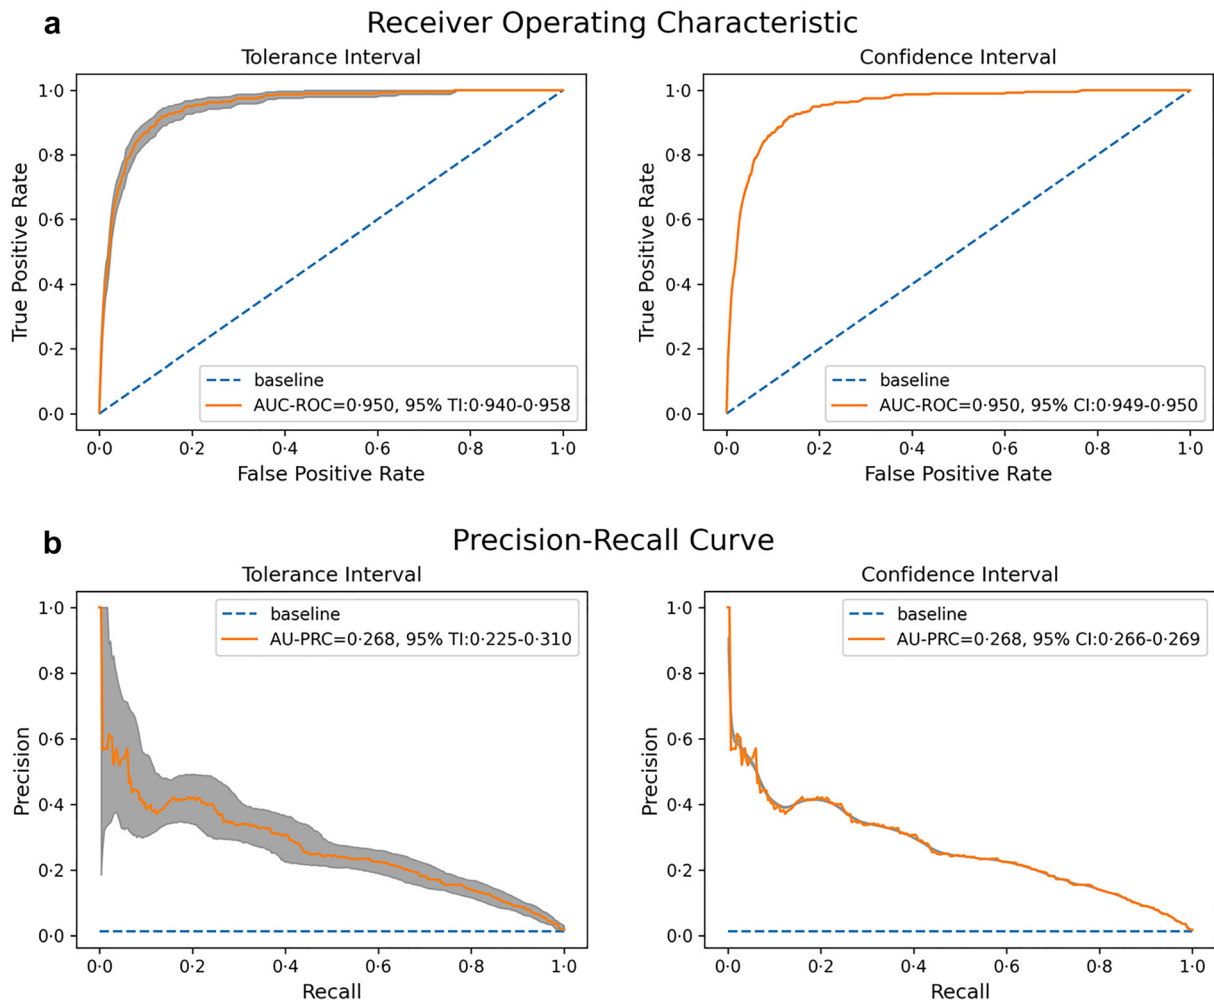 a
Receiver Operating Characteristic
Tolerance Interval
1·0
0·8
0·6
0·4
0·2
0·0
True Positive Rate
baseline
AUC-ROC=0·950, 95% TI:0·940-0·958
0·0 0·2 0·4 0·6 0·8 1·0
False Positive Rate
Confidence Interval
1·0
0·8
0·6
0·4
0·2
0·0
True Positive Rate
baseline
AUC-ROC=0·950, 95% CI:0·949-0·950
0·0 0·2 0·4 0·6 0·8 1·0
False Positive Rate
b
Precision-Recall Curve
Tolerance Interval
1·0
0·8
0·6
0·4
0·2
0·0
Precision
baseline
AU-PRC=0·268, 95% TI:0·225-0·310
0·0 0·2 0·4 0·6 0·8 1·0
Recall
Confidence Interval
1·0
0·8
0·6
0·4
0·2
0·0
Precision
baseline
AU-PRC=0·268, 95% CI:0·266-0·269
0·0 0·2 0·4 0·6 0·8 1·0
Recall